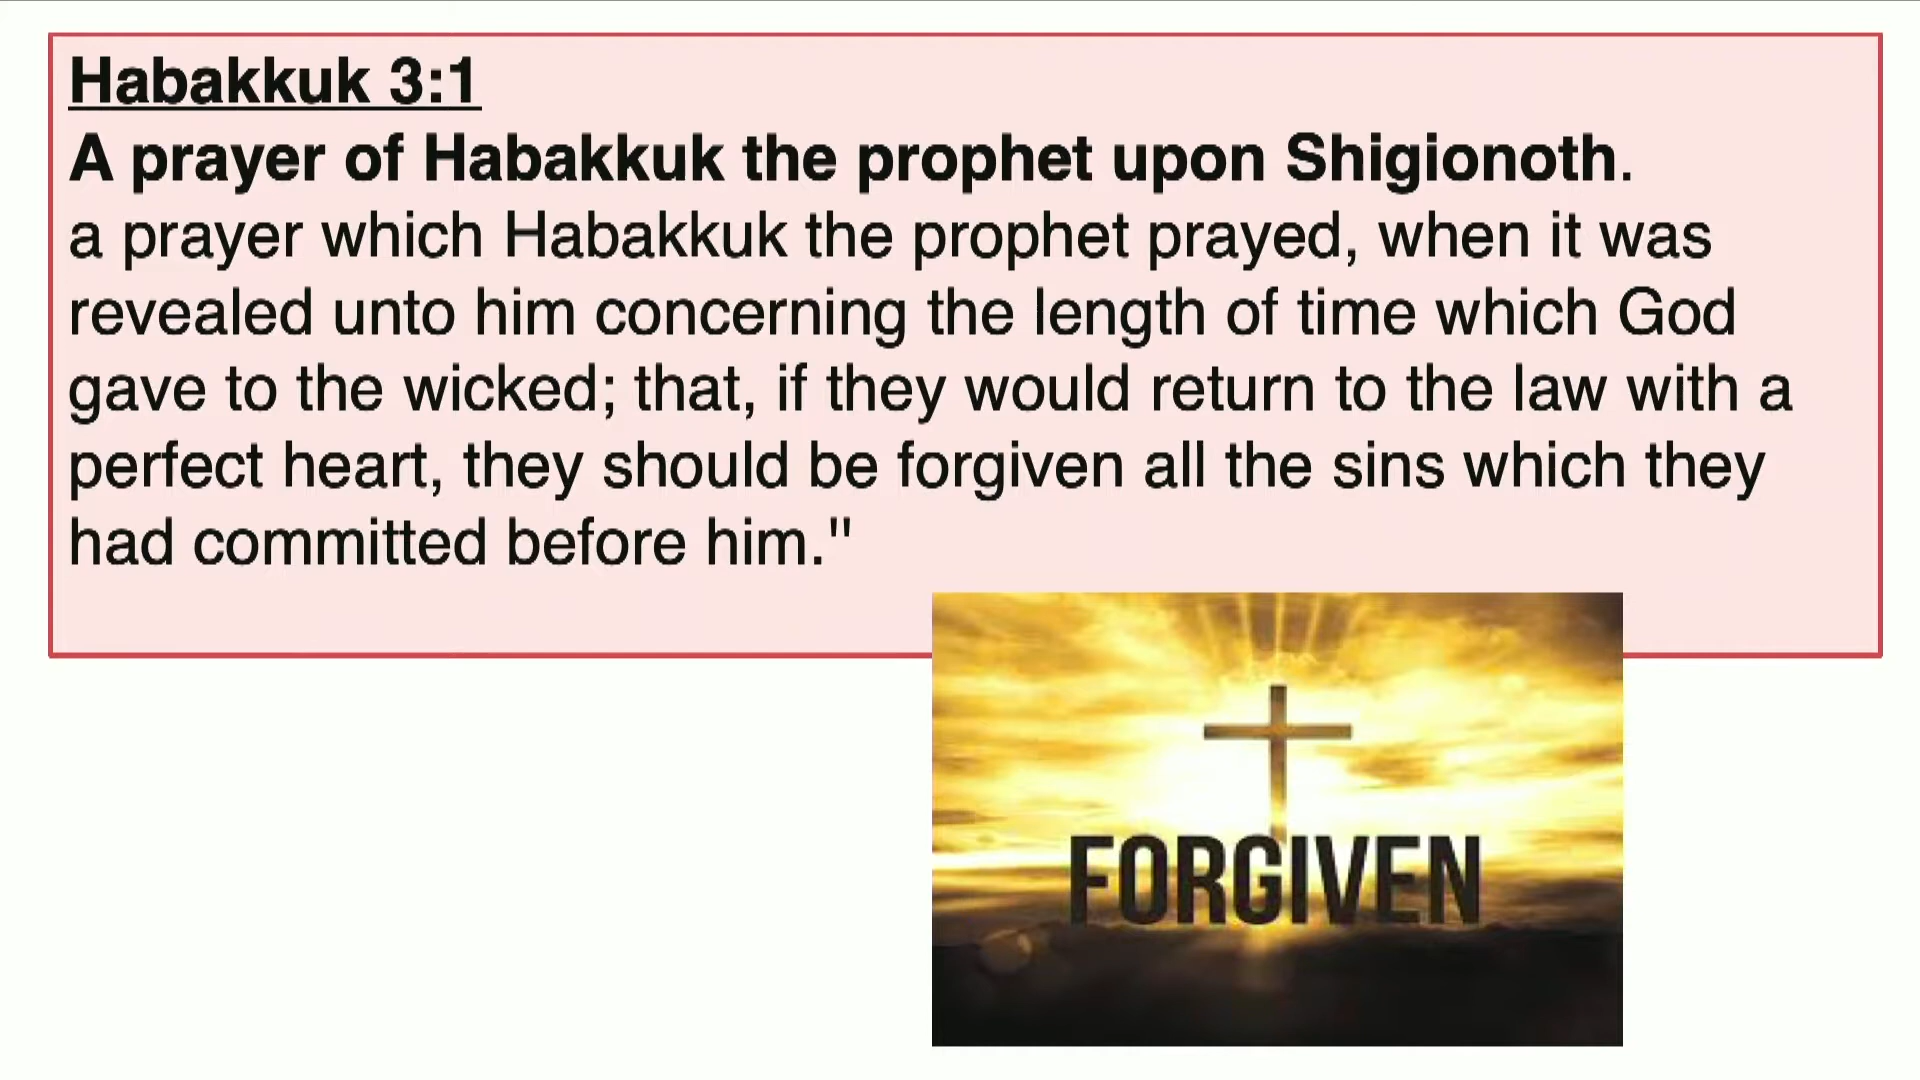 Habakkuk 3:1
A prayer of Habakkuk the prophet upon Shigionoth.
a prayer which Habakkuk the prophet prayed, when it was
revealed unto him concerning the length of time which God
gave to the wicked; that, if they would return to the law with a
perfect heart, they should be forgiven all the sins which they
had committed before him."
FORGIVEN